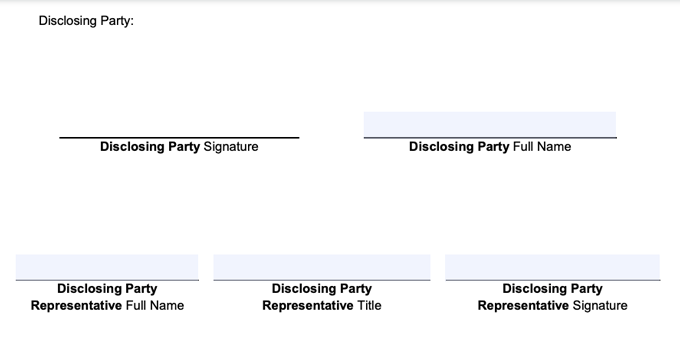 Disclosing Party:
Disclosing Party Signature
Disclosing Party Full Name
Disclosing Party
Representative Full Name
Disclosing Party
Representative Title
Disclosing Party
Representative Signature